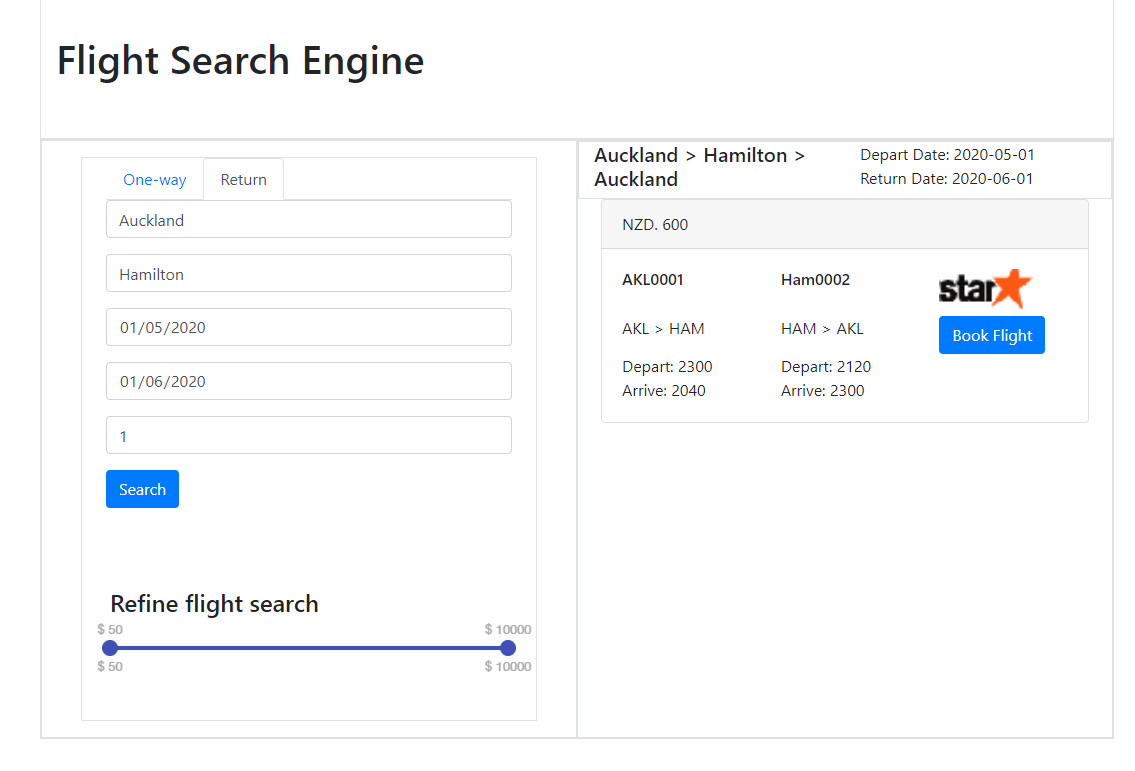 Flight Search Engine
One-way
Return
Auckland
Hamilton
01/05/2020
01/06/2020
1
Search
Refine flight search
$ 50
$ 10000
$ 50
$ 10000
Auckland > Hamilton >
Auckland
Depart Date: 2020-05-01
Return Date: 2020-06-01
NZD. 600
AKL0001
AKL > HAM
Depart: 2300
Arrive: 2040
Ham0002
HAM > AKL
Depart: 2120
Arrive: 2300
star
Book Flight